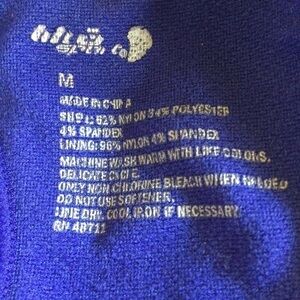 M
MADE IN CHINA
SHELL: 62% NYLON 34% POLYESTER
4% SPANDEX
LINING: 96% NYLON 4% SPANDEX
MACHINE WASH WARM WITH LIKE COLORS.
DELICATE CYCLE.
ONLY NON CHLORINE BLEACH WHEN NEEDED
DO NOT USE SOFTENER.
LINE DRY. COOL IRON IF NECESSARY
RN 48711